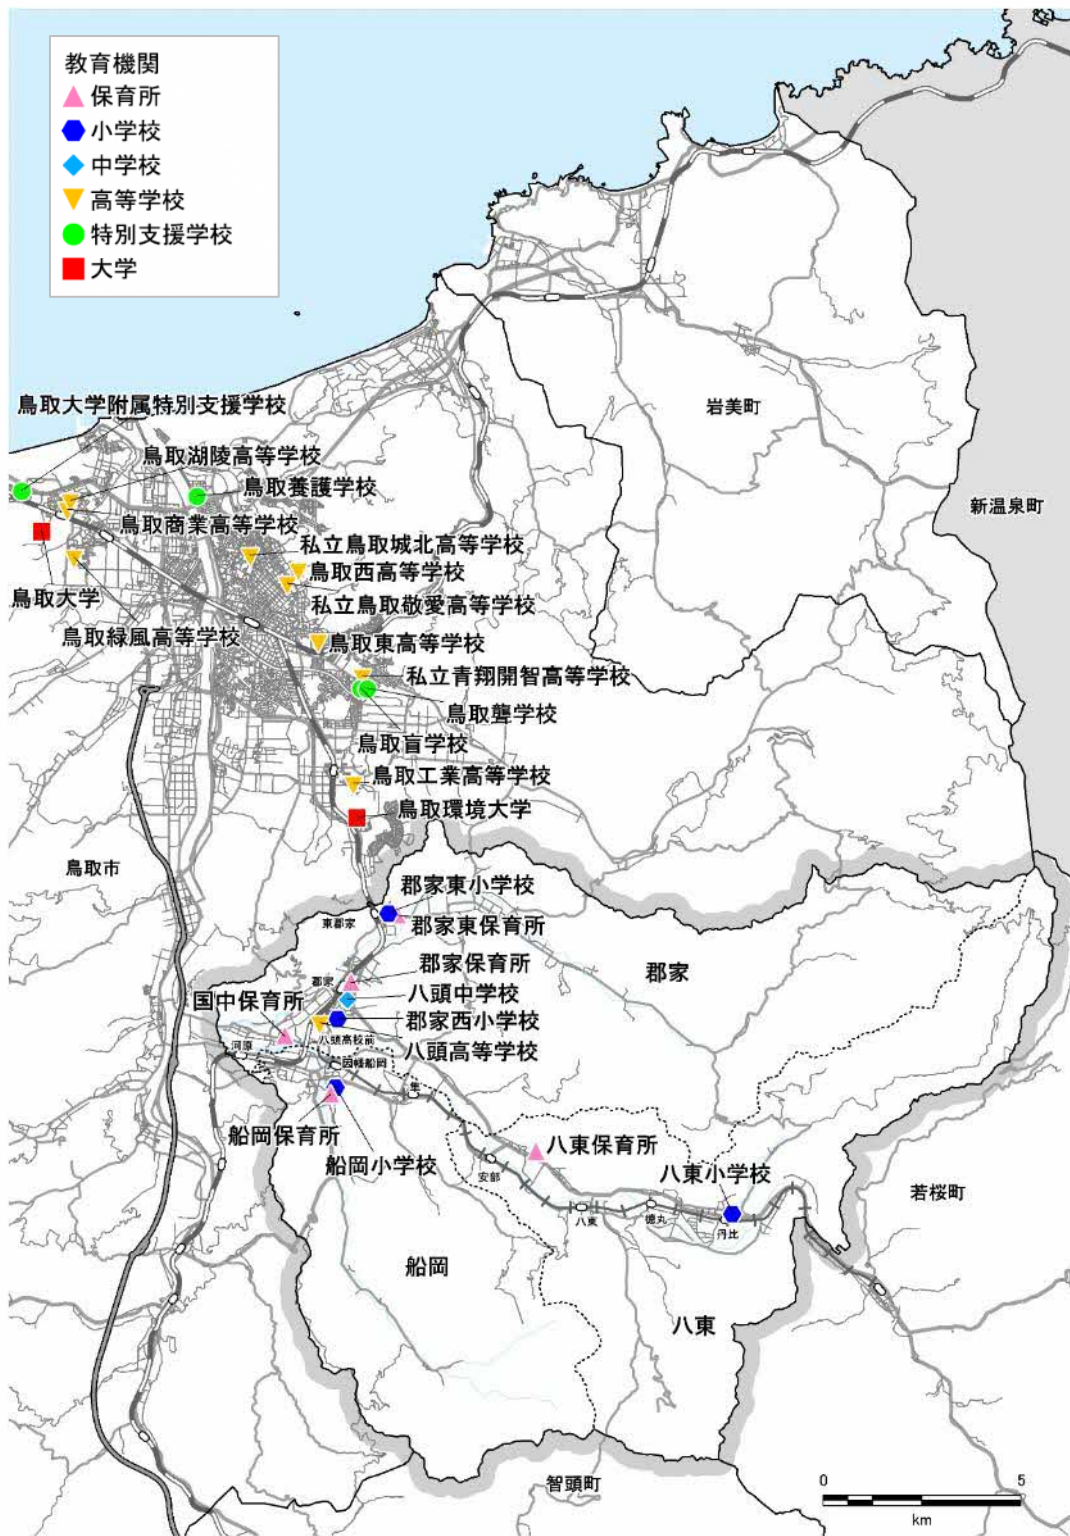 教育機関
保育所
小学校
中学校
高等学校
特別支援学校
大学
鳥取大学附属特別支援学校
岩美町
鳥取湖陵高等学校
鳥取養護学校
新温泉町
鳥取商業高等学校
私立鳥取城北高等学校
鳥取西高等学校
鳥取大学
私立鳥取敬愛高等学校
鳥取緑風高等学校
鳥取東高等学校
私立青翔開智高等学校
鳥取聾学校
鳥取盲学校
鳥取工業高等学校
鳥取環境大学
鳥取市
郡家東小学校
東郡家
郡家東保育所
郡家保育所
郡家
郡家
国中保育所
八頭中学校
郡家西小学校
八頭高校前
河原
八頭高等学校
因幡船岡
隼
船岡保育所
八東保育所
船岡小学校
八東小学校
安部
若桜町
徳丸
八東
丹比
船岡
八東
智頭町
0 5
km